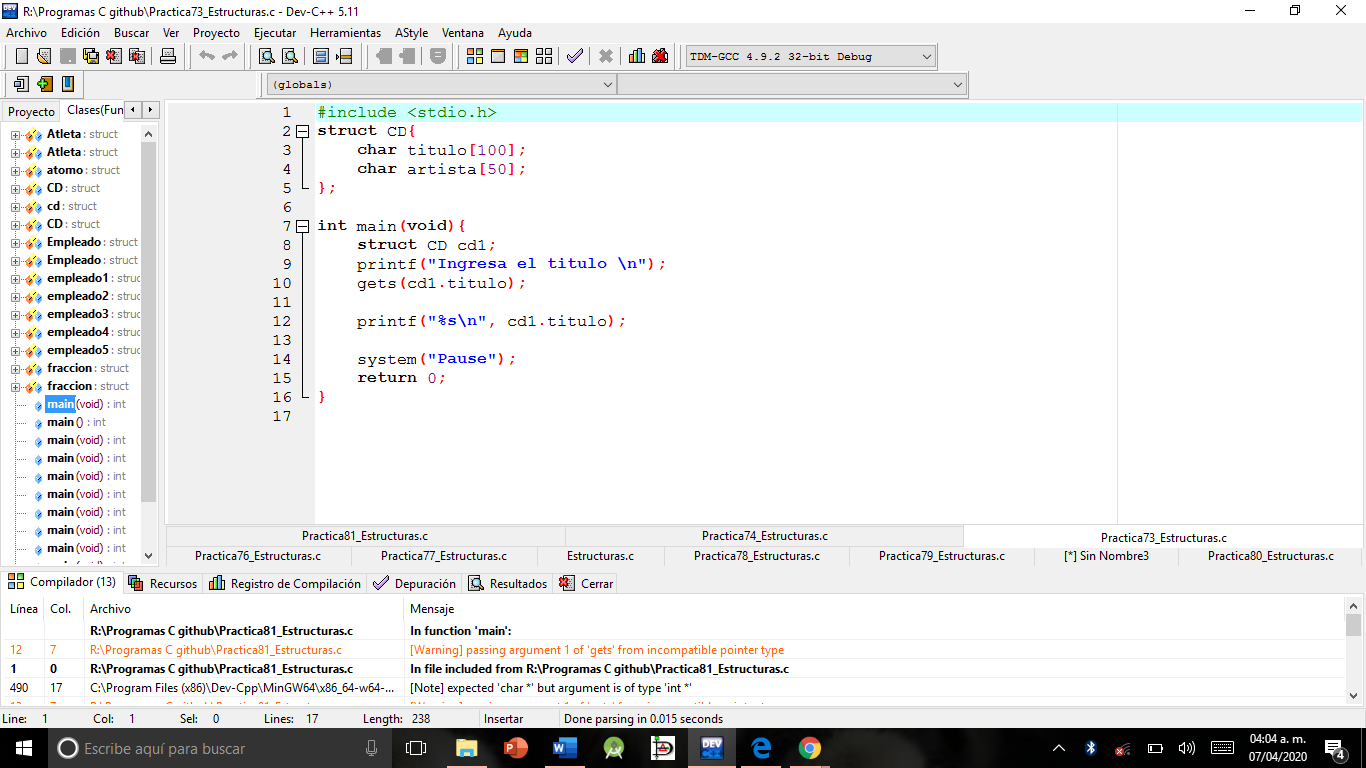 R:\Programas C github\Practica73_Estructuras.c - Dev-C++ 5.11
Archivo Edición Buscar Ver Proyecto Ejecutar Herramientas AStyle Ventana Ayuda
TDM-GCC 4.9.2 32-bit Debug
(globals)
Proyecto Clases(Fun
Atleta : struct
Atleta : struct
atomo : struct
CD : struct
cd : struct
CD : struct
Empleado : struct
Empleado : struct
empleado1 : struc
empleado2 : struc
empleado3 : struc
empleado4 : struc
empleado5 : struc
fraccion : struct
fraccion : struct
main (void) : int
main () : int
main (void) : int
main (void) : int
main (void) : int
main (void) : int
main (void) : int
main (void) : int
main (void) : int
1 #include <stdio.h>
2 struct CD{
3 char titulo[100];
4 char artista[50];
5 };
6
7 int main(void){
8 struct CD cd1;
9 printf("Ingresa el titulo \n");
10 gets(cd1.titulo);
11
12 printf("%s\n", cd1.titulo);
13
14 system("Pause");
15 return 0;
16 }
17
Practica81_Estructuras.c Practica74_Estructuras.c Practica73_Estructuras.c
Practica76_Estructuras.c Practica77_Estructuras.c Estructuras.c Practica78_Estructuras.c Practica79_Estructuras.c [*] Sin Nombre3 Practica80_Estructuras.c
Compilador (13) Recursos Registro de Compilación Depuración Resultados Cerrar
Línea Col. Archivo Mensaje
R:\Programas C github\Practica81_Estructuras.c In function 'main':
12 7 R:\Programas C github\Practica81_Estructuras.c [Warning] passing argument 1 of 'gets' from incompatible pointer type
1 0 R:\Programas C github\Practica81_Estructuras.c In file included from R:\Programas C github\Practica81_Estructuras.c
490 17 C:\Program Files (x86)\Dev-Cpp\MinGW64\x86_64-w64-... [Note] expected 'char *' but argument is of type 'int *'
Line: 1 Col: 1 Sel: 0 Lines: 17 Length: 238 Insertar Done parsing in 0.015 seconds
Escribe aquí para buscar
04:04 a. m.
07/04/2020
4